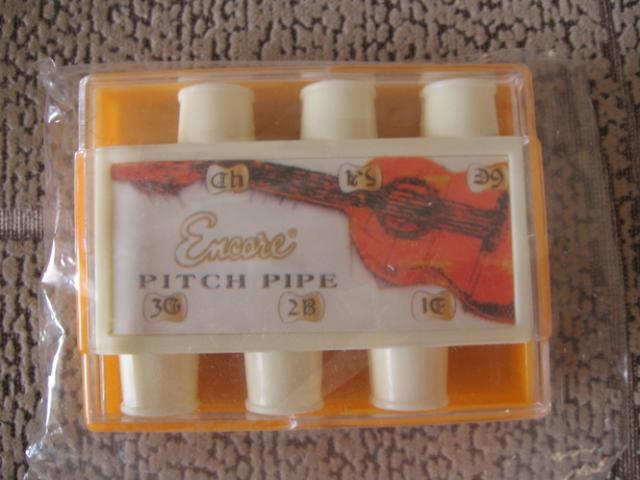 4D 5A 6E
Encore®
PITCH PIPE
3G 2B 1E